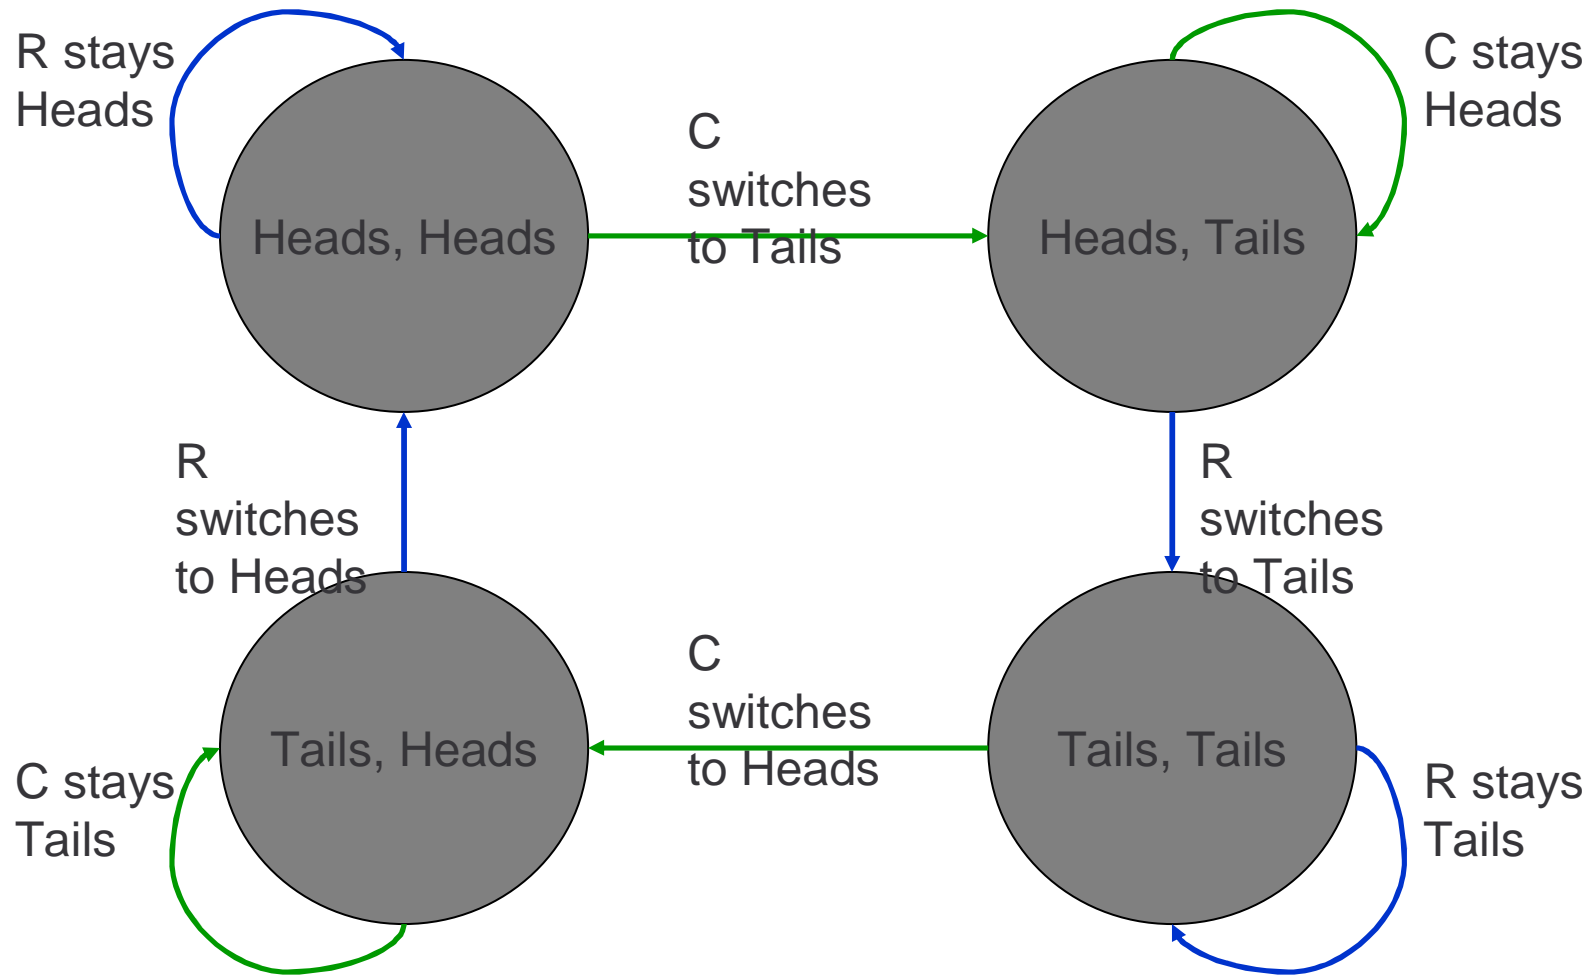 R stays
Heads
C
switches
to Tails
C stays
Heads
Heads, Heads
Heads, Tails
R
switches
to Heads
R
switches
to Tails
C
switches
to Heads
Tails, Heads
Tails, Tails
C stays
Tails
R stays
Tails